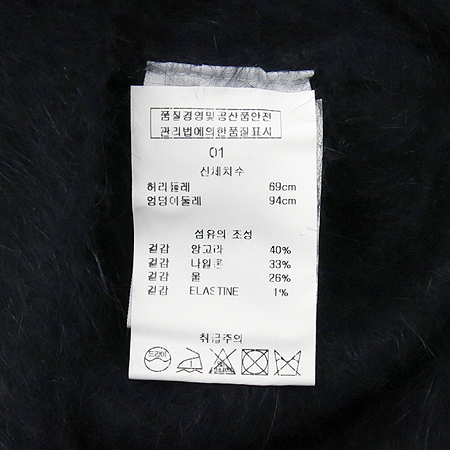 품질경영및공산품안전
관리법에의한품질표시
01
신체치수
허리둘레 69cm
엉덩이둘레 94cm
섬유의 조성
겉감 앙고라 40%
겉감 나일론 33%
겉감 울 26%
겉감 ELASTINE 1%
취급주의
드라이